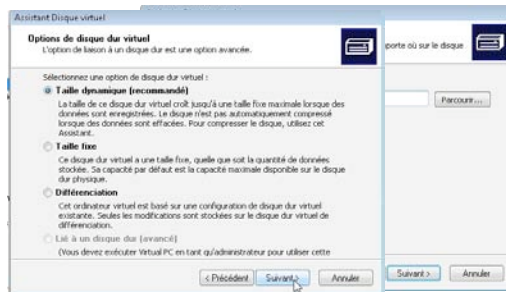 Assistant Disque virtuel
Options de disque dur virtuel
L'option de liaison à un disque dur est une option avancée.
Sélectionnez une option de disque dur virtuel :
Taille dynamique (recommandé)
La taille de ce disque dur virtuel croît jusqu'à une taille fixe maximale lorsque des
données sont enregistrées. Le disque n'est pas automatiquement compressé
lorsque des données sont effacées. Pour compresser le disque, utilisez cet
Assistant.
Taille fixe
Ce disque dur virtuel a une taille fixe, quelle que soit la quantité de données
stockée. Sa capacité par défaut est la capacité maximale disponible sur le disque
dur physique.
Différenciation
Cet ordinateur virtuel est basé sur une configuration de disque dur virtuel
existante. Seules les modifications sont stockées sur le disque dur virtuel de
différenciation.
Lié à un disque dur (avancé)
(Vous devez exécuter Virtual PC en tant qu'administrateur pour utiliser cette
< Précédent
Suivant >
Annuler
porte où sur le disque
Parcourir...
Suivant >
Annuler